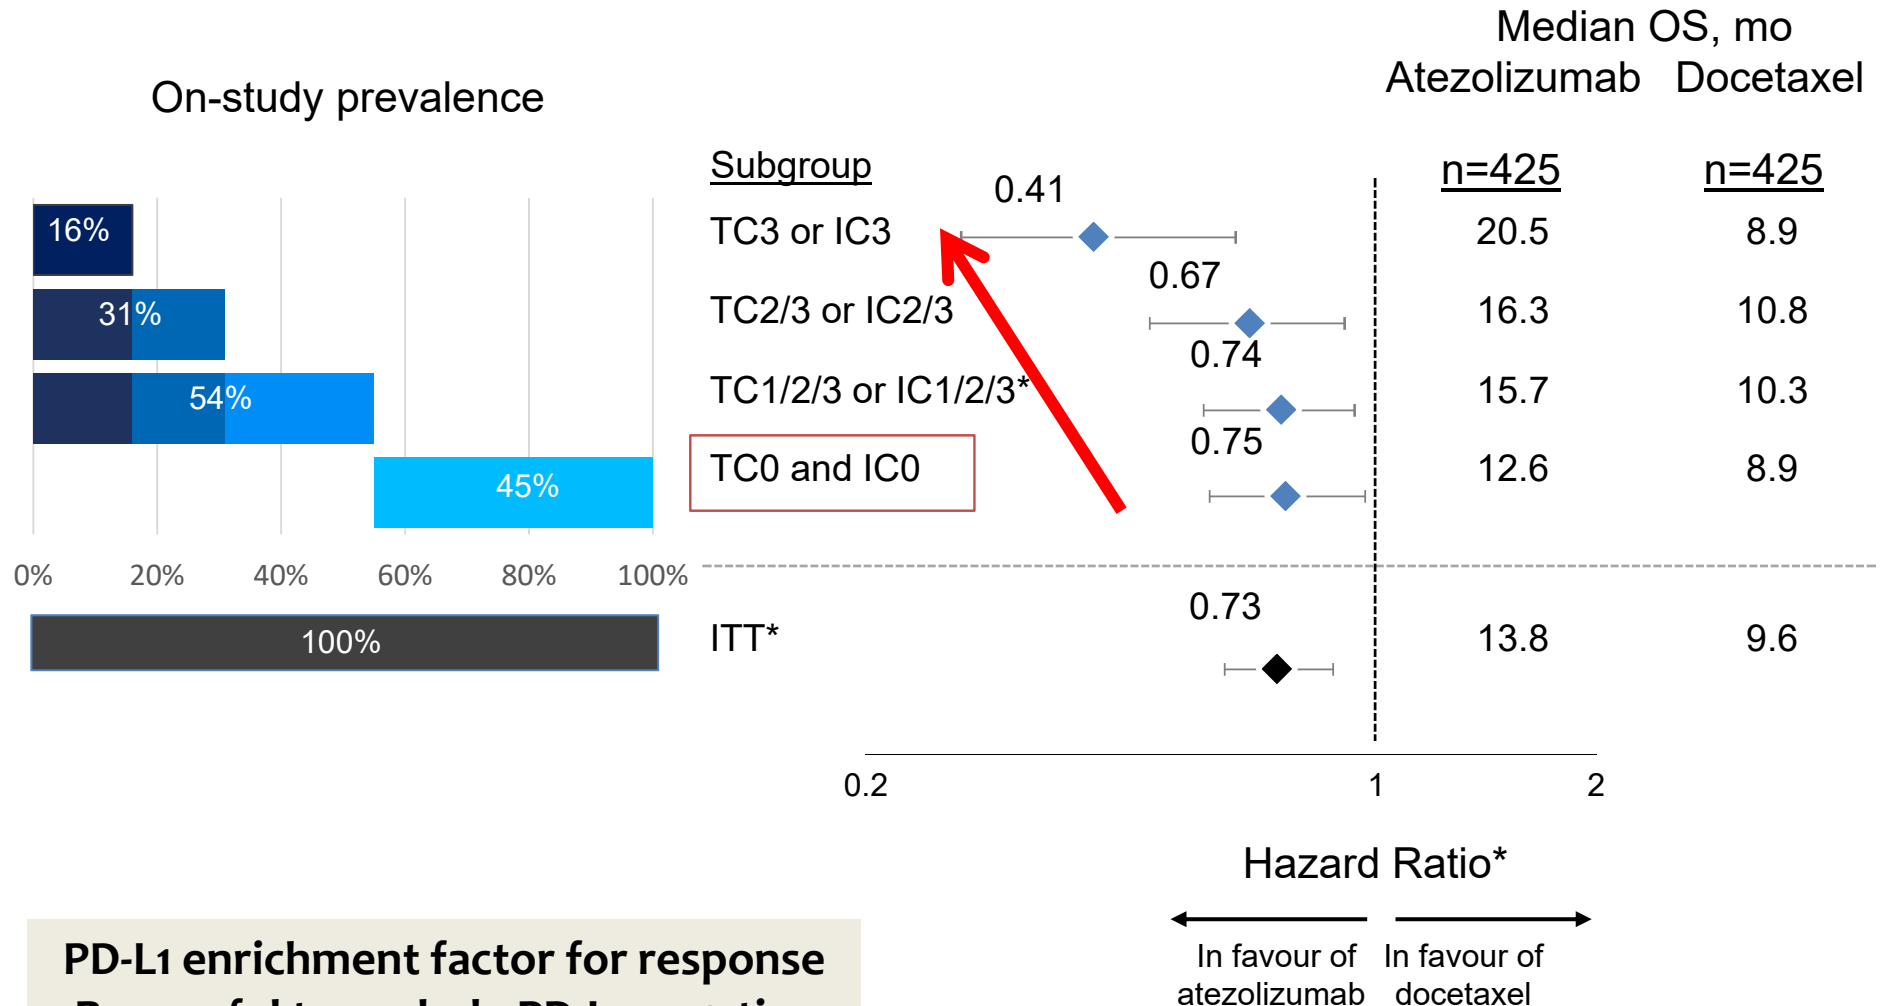 Median OS, mo
On-study prevalence
Atezolizumab Docetaxel
Subgroup
n=425 n=425
16%
TC3 or IC3 0.41 20.5 8.9
31%
TC2/3 or IC2/3 0.67 16.3 10.8
54%
TC1/2/3 or IC1/2/3* 0.74 15.7 10.3
45%
TC0 and IC0 0.75 12.6 8.9
0% 20% 40% 60% 80% 100%
100%
ITT* 0.73 13.8 9.6
0.2 1 2
Hazard Ratio*
In favour of
atezolizumab
In favour of
docetaxel
PD-L1 enrichment factor for response